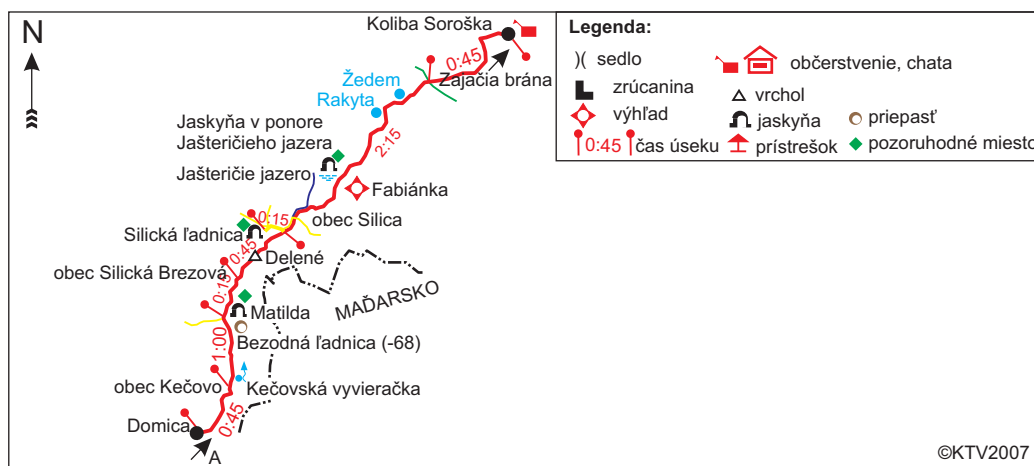 N
Koliba Soroška
0:45
Zajačia brána
Žedem
Rakyta
2:15
Jaskyňa v ponore
Jašteričieho jazera
Jašteričie jazero
Fabiánka
obec Silica
0:15
Silická ľadnica
0:45
Delené
obec Silická Brezová
0:15
MAĎARSKO
Matilda
Bezodná ľadnica (-68)
1:00
obec Kečovo
Kečovská vyvieračka
0:45
Domica
A
Legenda:
)( sedlo
občerstvenie, chata
zrúcanina
vrchol
výhľad
jaskyňa
priepasť
0:45 čas úseku
prístrešok
pozoruhodné miesto
©KTV2007